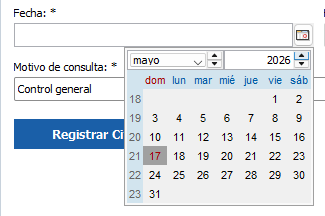 Fecha: *
mayo 2026
Motivo de consulta: *
dom lun mar mié jue vie sáb
Control general
18 1 2
19 3 4 5 6 7 8 9
20 10 11 12 13 14 15 16
Registrar Ci
21 17 18 19 20 21 22 23
22 24 25 26 27 28 29 30
23 31